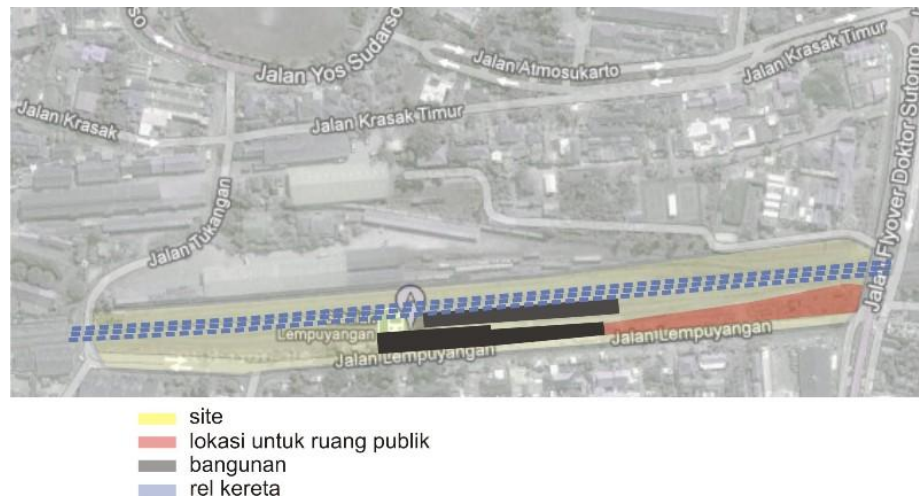 so
Jalan Yos Sudarso
Jalan Atmosukarto
Jalan Krasak Timur
Jalan Krasak
Jalan Krasak Timur
Jalan Flyover Doktor Sutomo
Jalan Tukangan
Lempuyangan
Jalan Lempuyangan
Jalan Lempuyangan
site
lokasi untuk ruang publik
bangunan
rel kereta